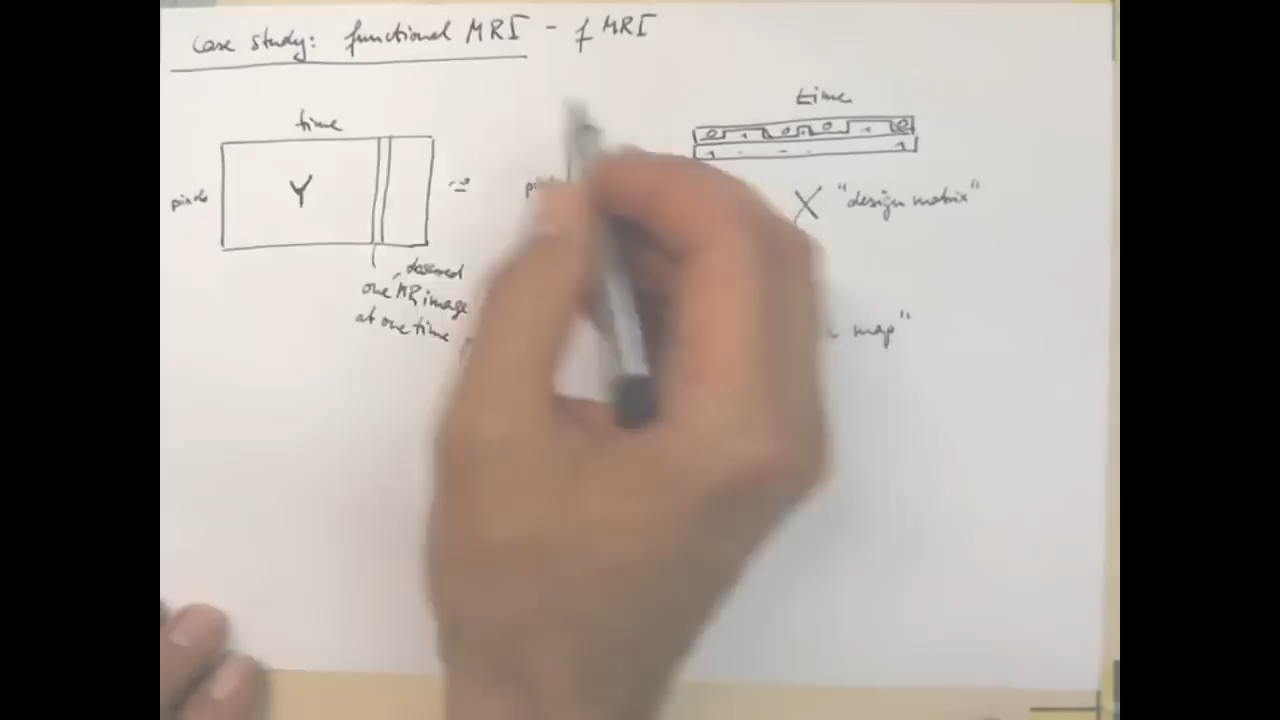 case study: functional MRI - fMRI
time
time
pixels
Y
=
X "design matrix"
observed
one MR image
at one time
map"